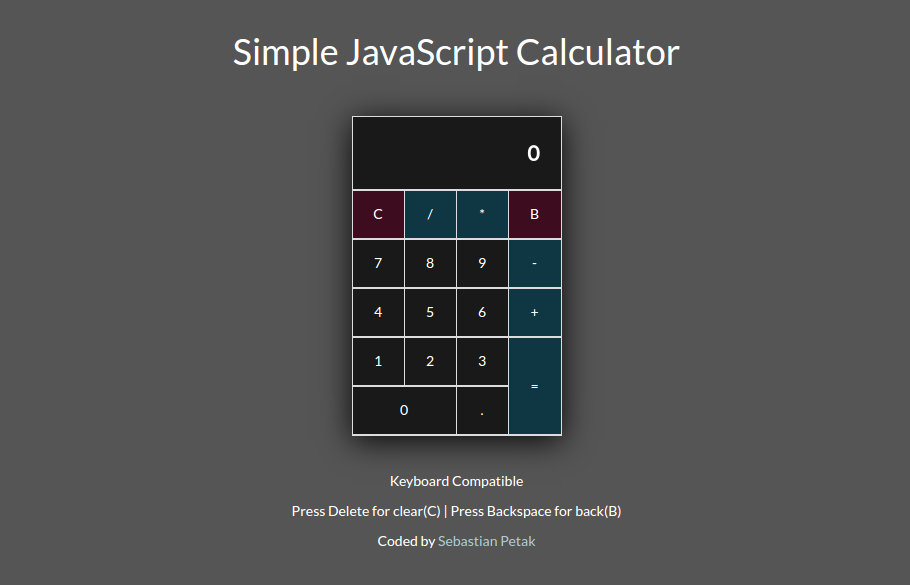 Simple JavaScript Calculator
0
C / * B
7 8 9 -
4 5 6 +
1 2 3
=
0 .
Keyboard Compatible
Press Delete for clear(C) | Press Backspace for back(B)
Coded by Sebastian Petak